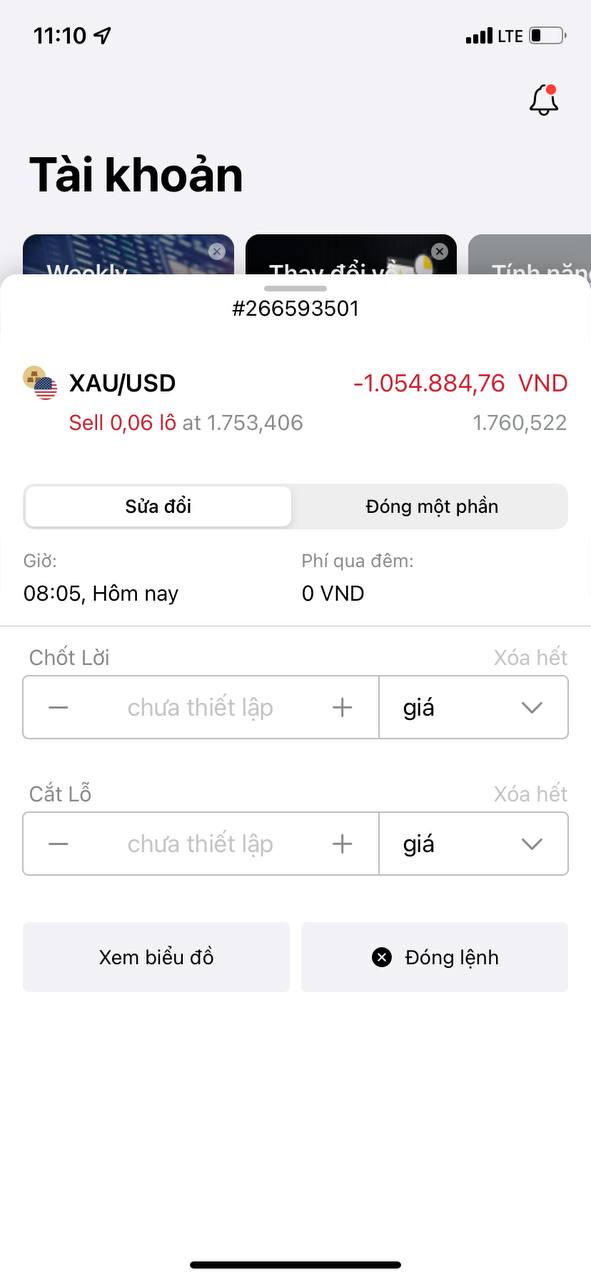 11:10 LTE
Tài khoản
Weekly Thay đổi về Tính năng
#266593501
XAU/USD -1.054.884,76 VND
Sell 0,06 lô at 1.753,406 1.760,522
Sửa đổi Đóng một phần
Giờ: Phí qua đêm:
08:05, Hôm nay 0 VND
Chốt Lời Xóa hết
chưa thiết lập giá
Cắt Lỗ Xóa hết
chưa thiết lập giá
Xem biểu đồ Đóng lệnh